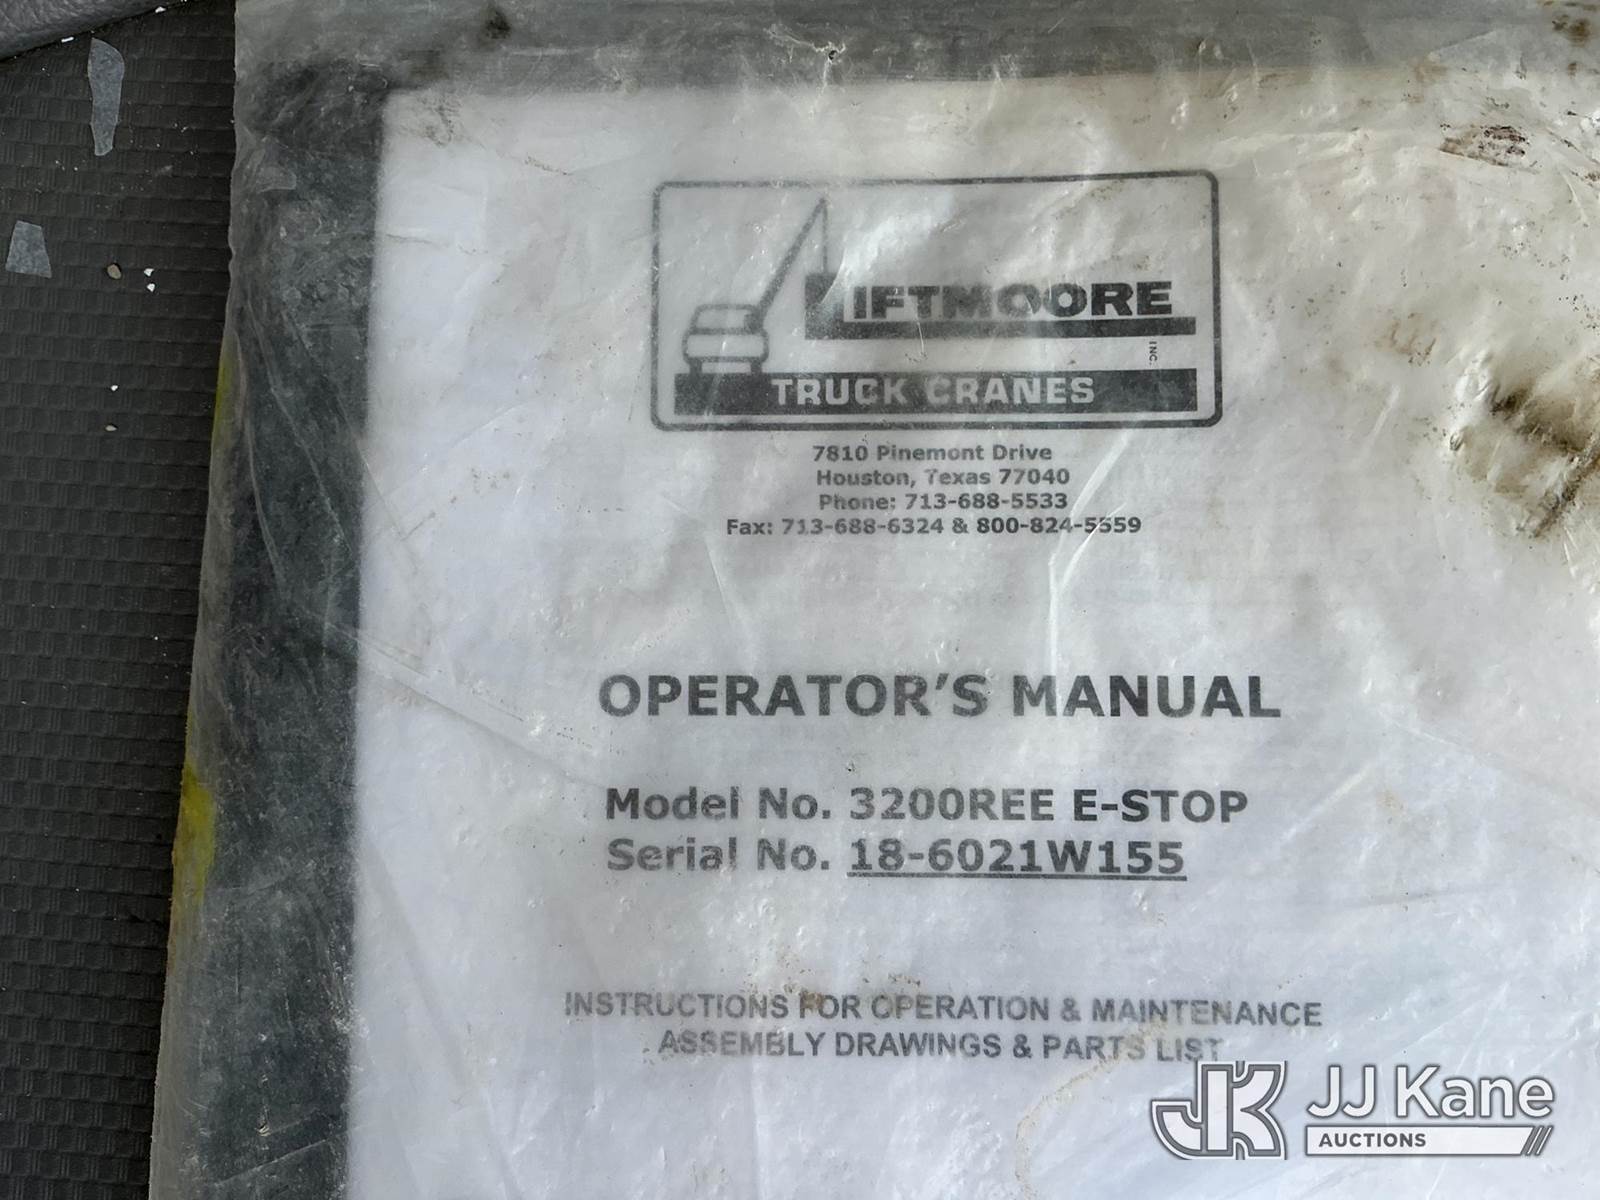 LIFTMOORE
INC.
TRUCK CRANES
7810 Pinemont Drive
Houston, Texas 77040
Phone: 713-688-5533
Fax: 713-688-6324 & 800-824-5559
OPERATOR'S MANUAL
Model No. 3200REE E-STOP
Serial No. 18-6021W155
INSTRUCTIONS FOR OPERATION & MAINTENANCE
ASSEMBLY DRAWINGS & PARTS LIST
JK JJ Kane
AUCTIONS